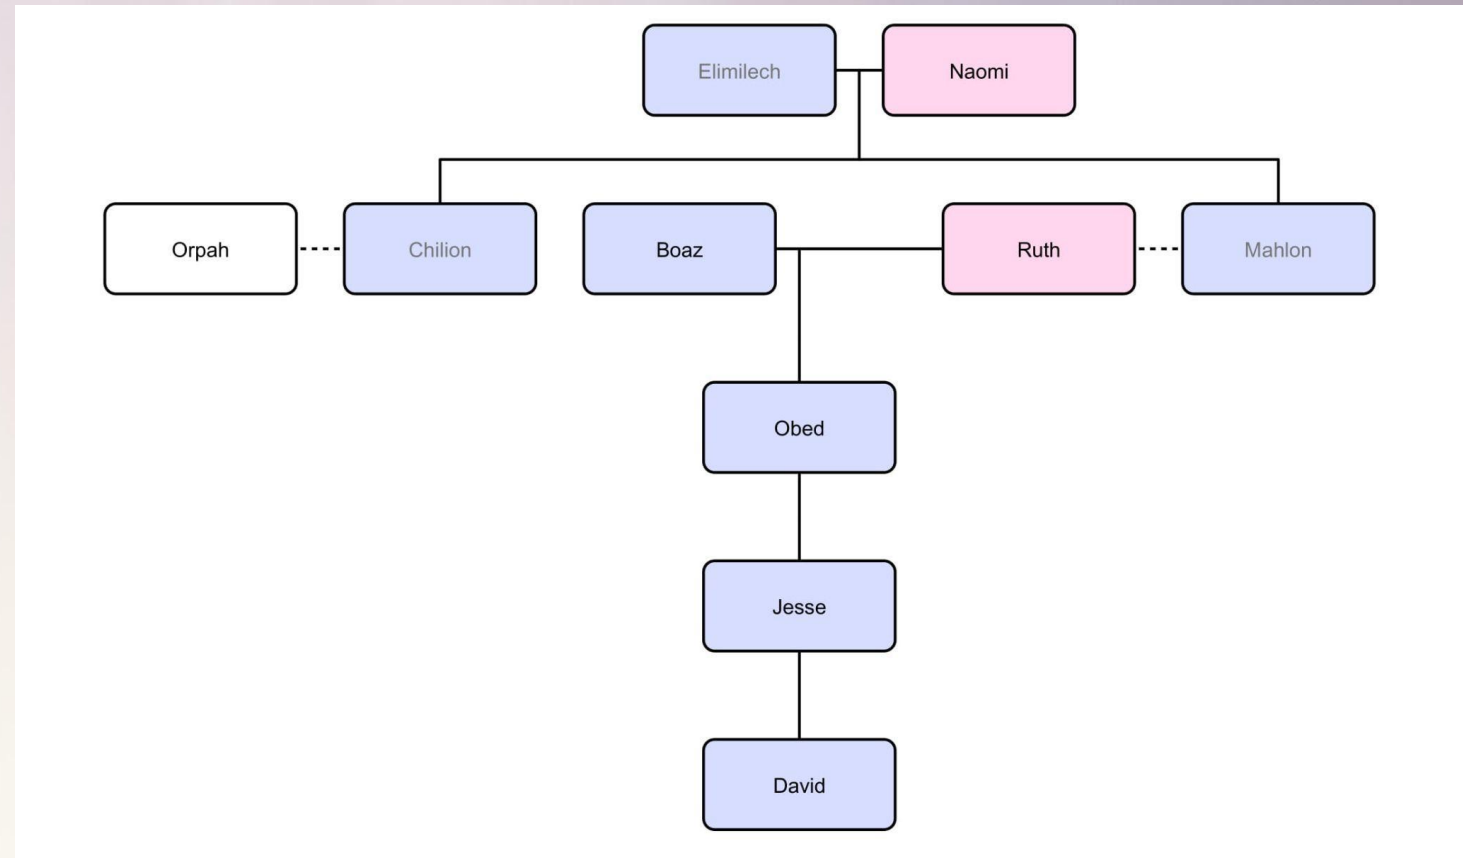 Elimilech
Naomi
Orpah
Chilion
Boaz
Ruth
Mahlon
Obed
Jesse
David